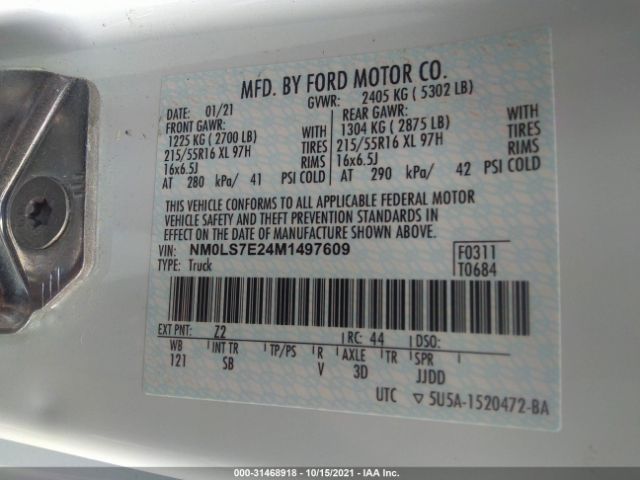 MFD. BY FORD MOTOR CO.
DATE: 01/21 GVWR: 2405 KG ( 5302 LB)
FRONT GAWR: REAR GAWR:
1225 KG ( 2700 LB) WITH 1304 KG ( 2875 LB) WITH
215/55R16 XL 97H TIRES 215/55R16 XL 97H TIRES
16x6.5J RIMS 16x6.5J RIMS
AT 280 kPa/ 41 PSI COLD AT 290 kPa/ 42 PSI COLD
THIS VEHICLE CONFORMS TO ALL APPLICABLE FEDERAL MOTOR
VEHICLE SAFETY AND THEFT PREVENTION STANDARDS IN
EFFECT ON THE DATE OF MANUFACTURE SHOWN ABOVE.
VIN: NM0LS7E24M1497609 F0311
TYPE: Truck T0684
EXT PNT: Z2 RC: 44 DSO:
WB INT TR TP/PS R AXLE TR SPR
121 SB V 3D JJDD
UTC ▽ 5U5A-1520472-BA
0-31468918 - 10/15/2021 - IAA Inc.